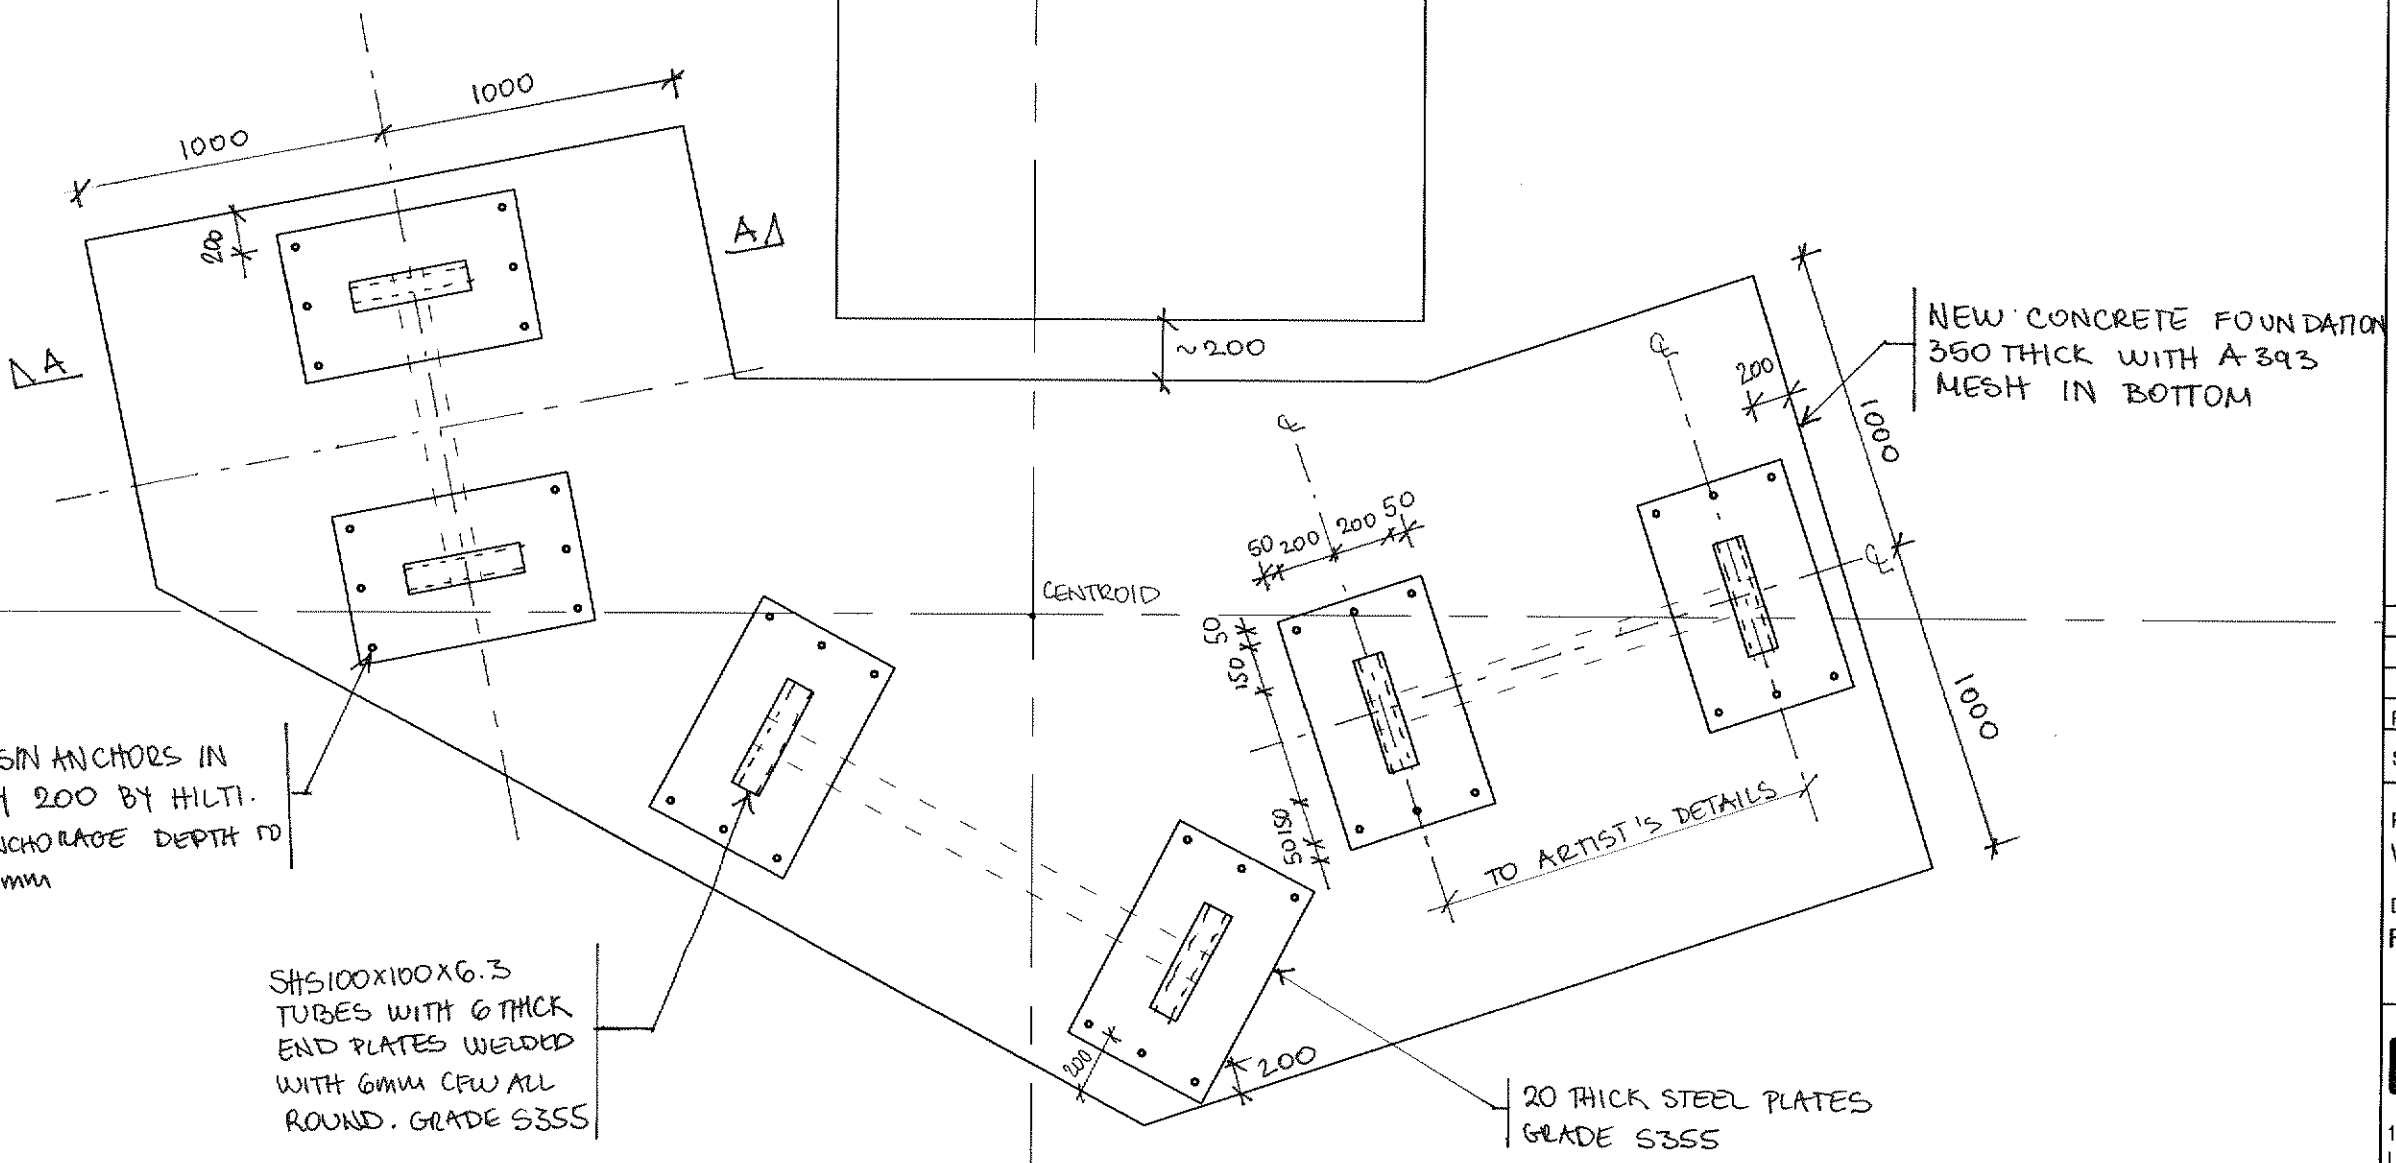 1000
1000
200
A
A
~200
NEW CONCRETE FOUNDATION
350 THICK WITH A393
MESH IN BOTTOM
℄
℄
℄
200
1000
1000
50 200 200 50
50
150
150
50
CENTROID
TO ARTIST'S DETAILS
SIN ANCHORS IN
200 BY HILTI.
ANCHORAGE DEPTH TO
mm
SHS100X100X6.3
TUBES WITH 6 THICK
END PLATES WELDED
WITH 6mm CFW ALL
ROUND. GRADE S355
200
200
20 THICK STEEL PLATES
GRADE S355